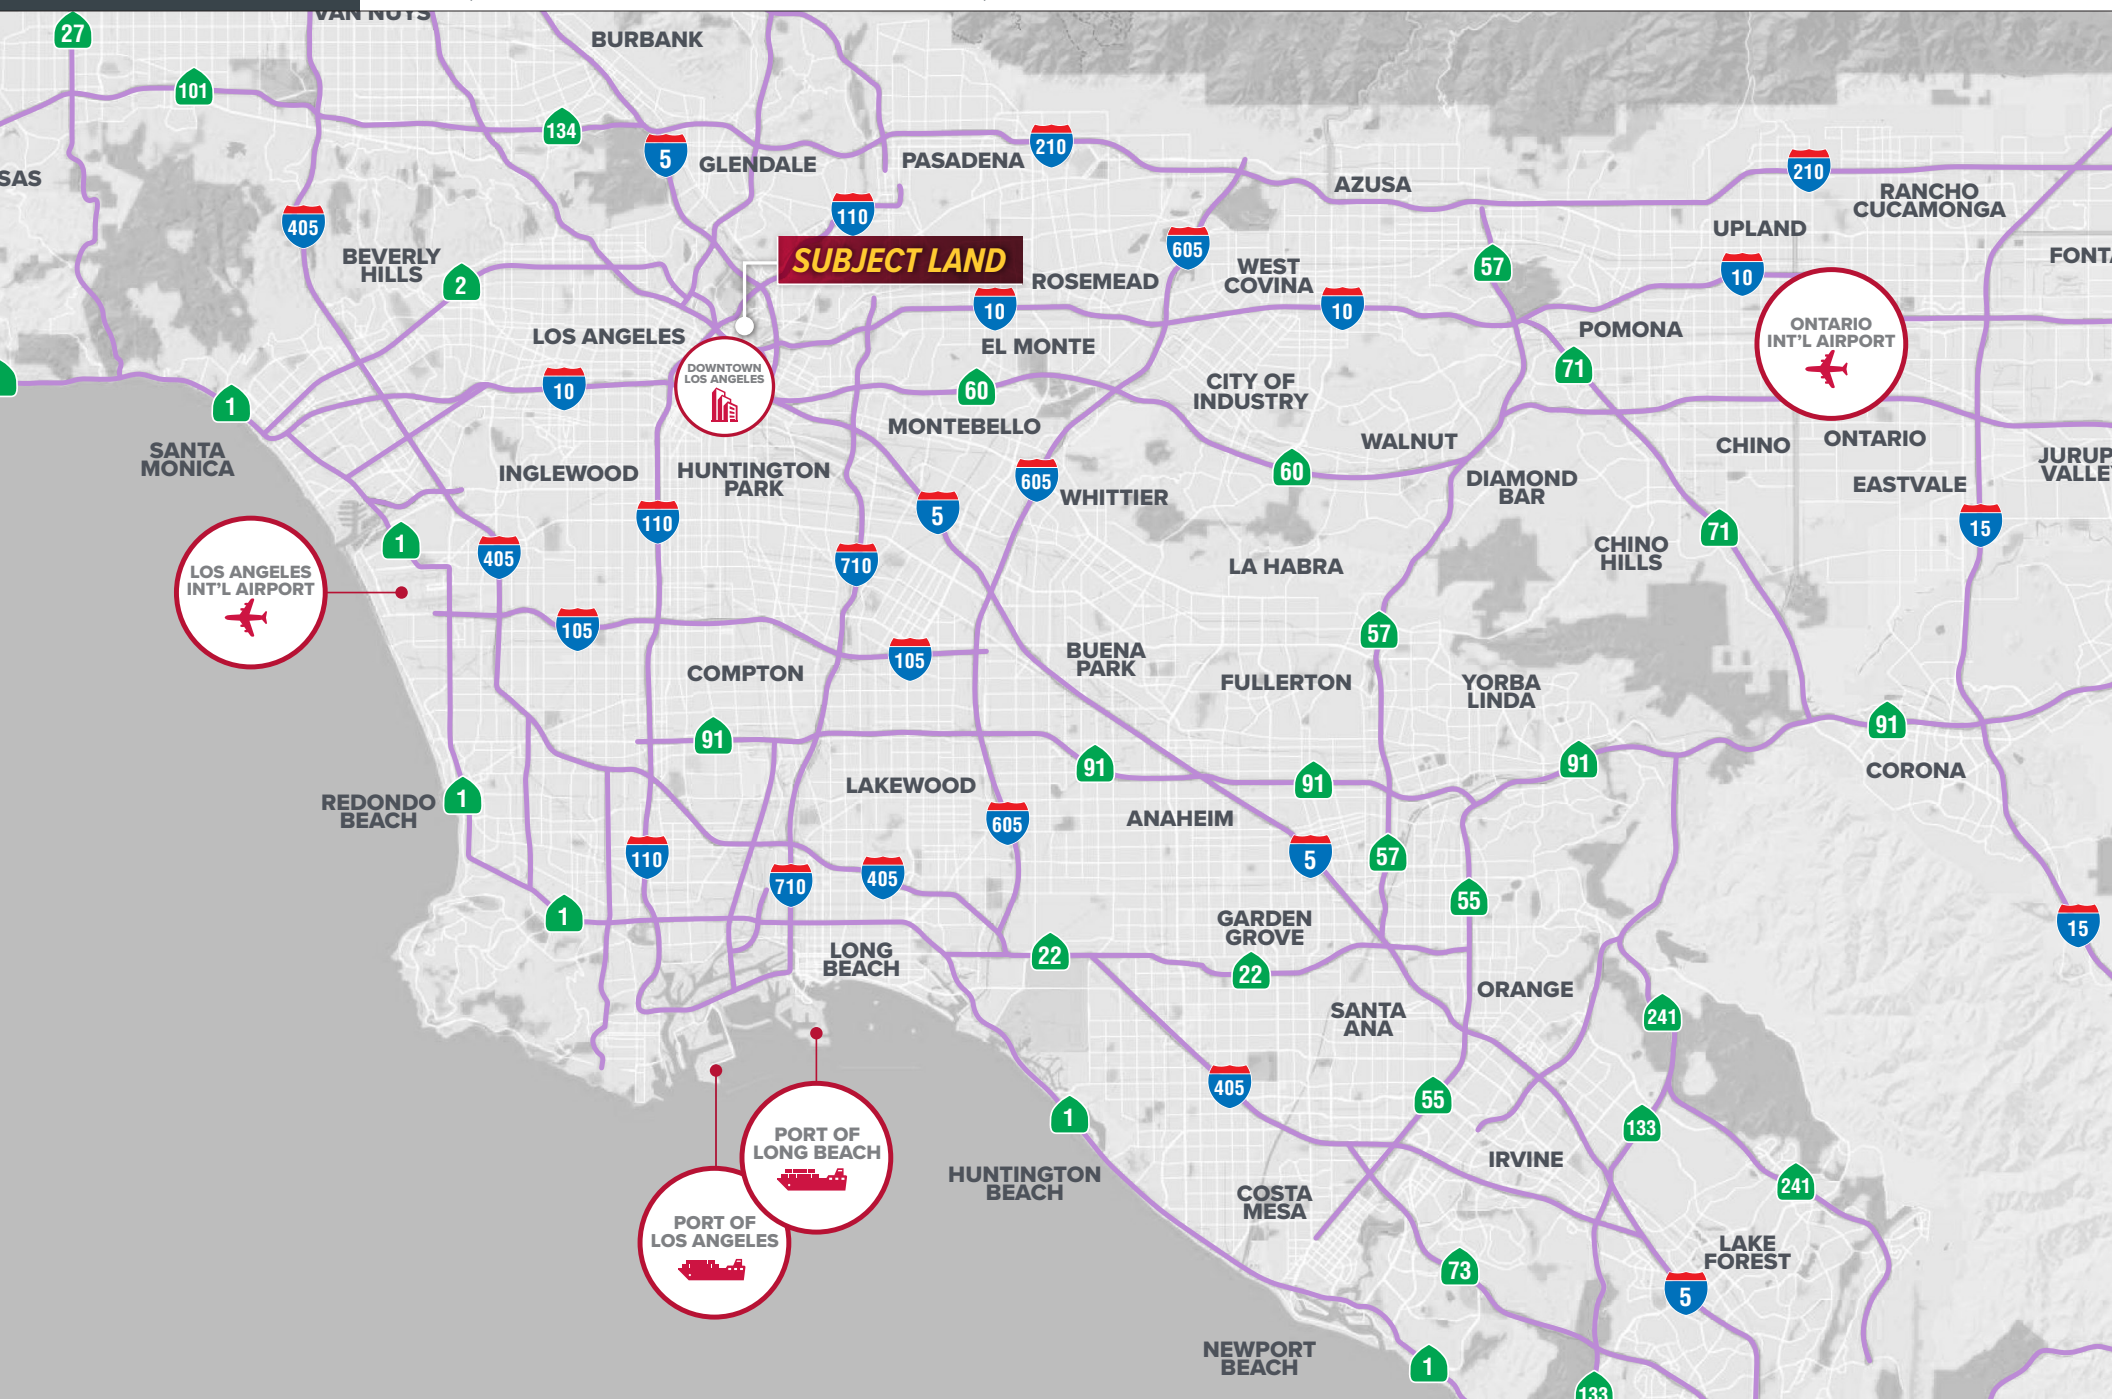 VAN NUYS
27
BURBANK
101
134
5
GLENDALE
PASADENA
210
210
AZUSA
RANCHO
CUCAMONGA
SAS
405
110
UPLAND
BEVERLY
HILLS
2
SUBJECT LAND
605
WEST
COVINA
57
10
FONTA
ROSEMEAD
10
10
ONTARIO
INT'L AIRPORT
LOS ANGELES
EL MONTE
POMONA
71
DOWNTOWN
LOS ANGELES
1
10
60
CITY OF
INDUSTRY
MONTEBELLO
WALNUT
CHINO
ONTARIO
SANTA
MONICA
INGLEWOOD
HUNTINGTON
PARK
605
WHITTIER
60
DIAMOND
BAR
EASTVALE
JURUP
VALLE
110
5
71
15
1
405
710
LA HABRA
CHINO
HILLS
LOS ANGELES
INT'L AIRPORT
105
105
57
COMPTON
BUENA
PARK
FULLERTON
YORBA
LINDA
91
91
91
91
91
CORONA
REDONDO
BEACH
1
LAKEWOOD
605
ANAHEIM
110
710
405
5
57
55
1
GARDEN
GROVE
15
LONG
BEACH
22
22
ORANGE
SANTA
ANA
241
405
55
1
133
PORT OF
LONG BEACH
HUNTINGTON
BEACH
IRVINE
241
COSTA
MESA
PORT OF
LOS ANGELES
LAKE
FOREST
73
5
NEWPORT
BEACH
1
133